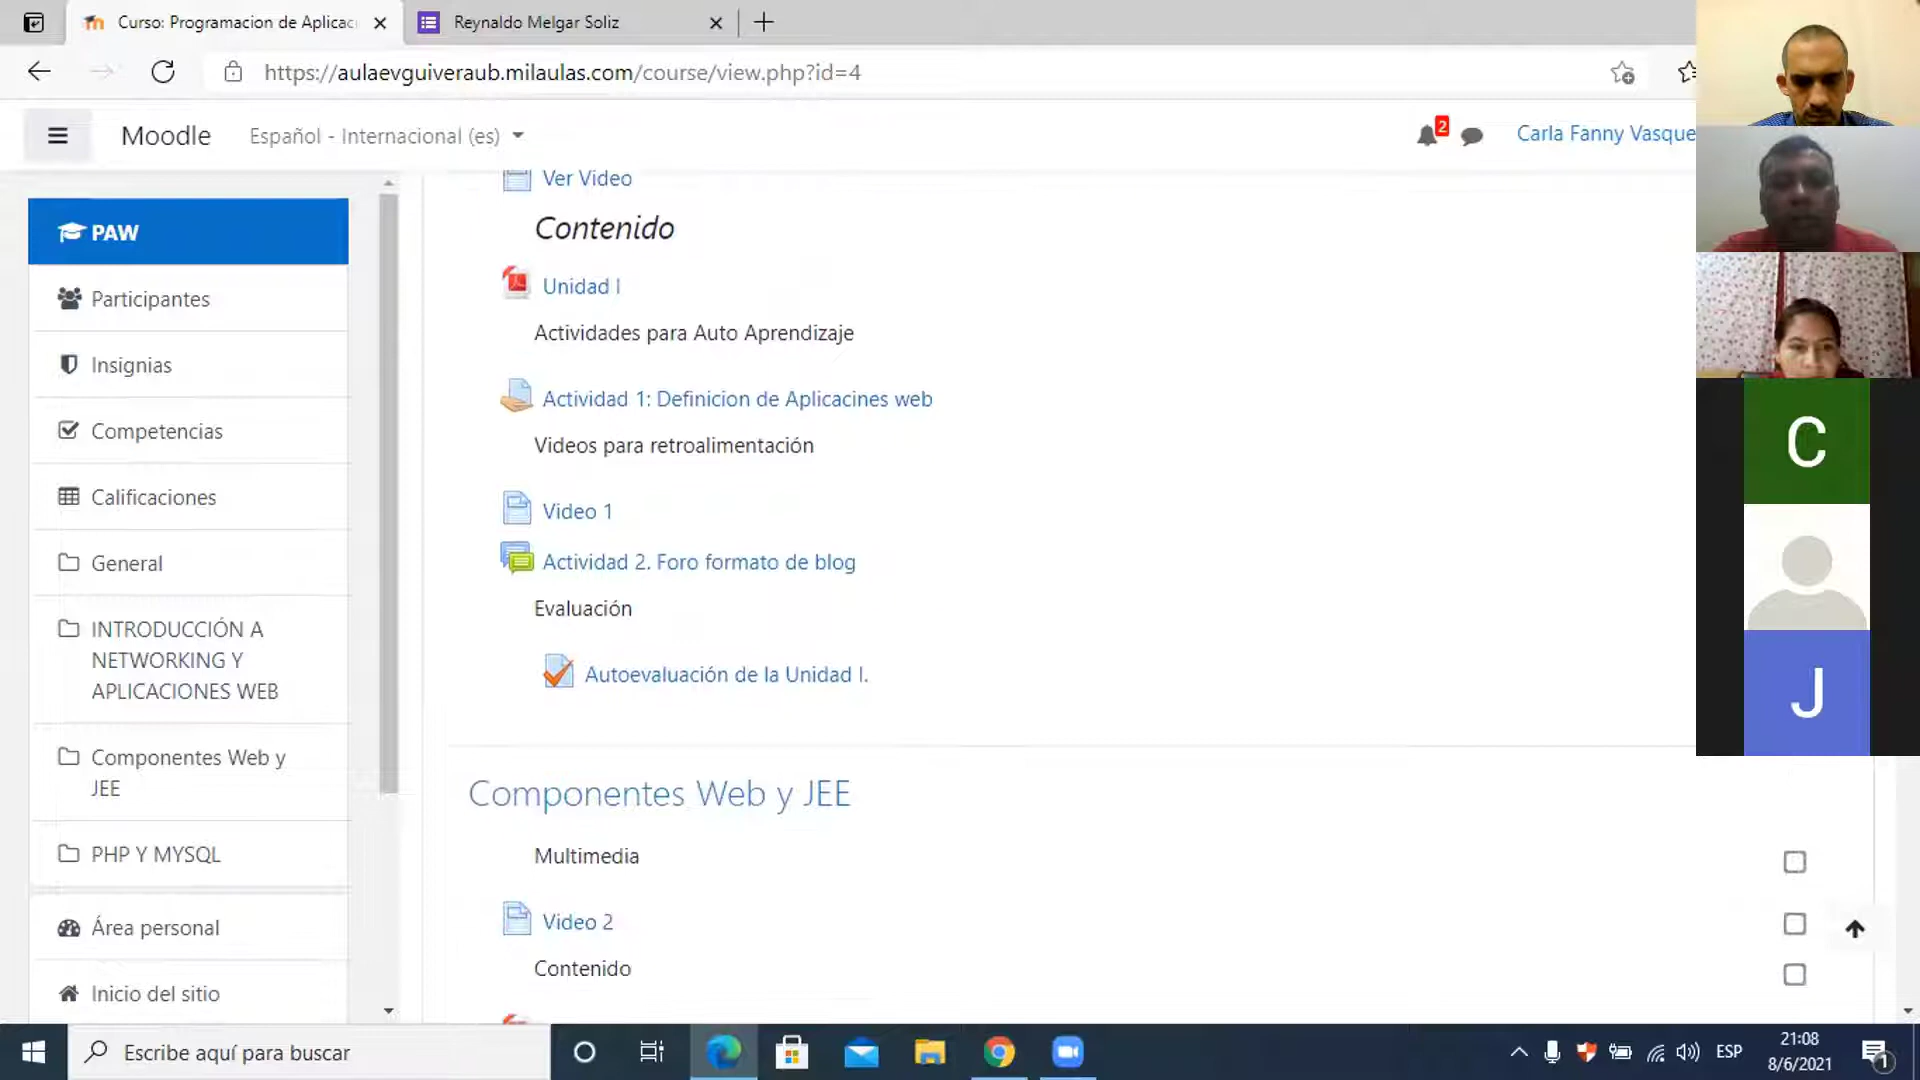 Curso: Programacion de Aplicac
Reynaldo Melgar Soliz
https://aulaevguiveraub.milaulas.com/course/view.php?id=4
Moodle
Español - Internacional (es)
2
Carla Fanny Vasque
PAW
Participantes
Insignias
Competencias
Calificaciones
General
INTRODUCCIÓN A
NETWORKING Y
APLICACIONES WEB
Componentes Web y
JEE
PHP Y MYSQL
Área personal
Inicio del sitio
Ver Video
Contenido
Unidad I
Actividades para Auto Aprendizaje
Actividad 1: Definicion de Aplicacines web
Videos para retroalimentación
Video 1
Actividad 2. Foro formato de blog
Evaluación
Autoevaluación de la Unidad I.
Componentes Web y JEE
Multimedia
Video 2
Contenido
C
J
Escribe aquí para buscar
ESP
21:08
8/6/2021
1